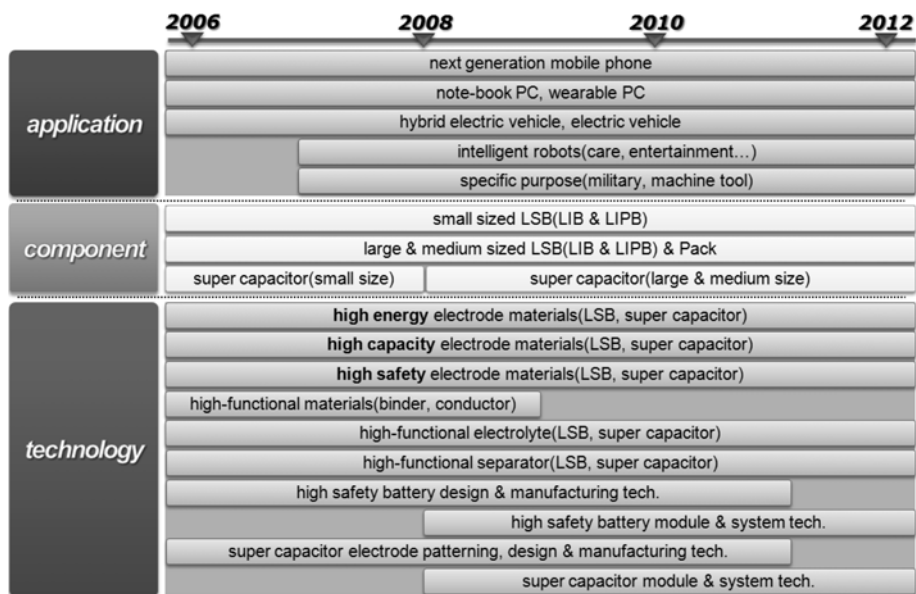 2006 2008 2010 2012
application
next generation mobile phone
note-book PC, wearable PC
hybrid electric vehicle, electric vehicle
intelligent robots(care, entertainment…)
specific purpose(military, machine tool)
component
small sized LSB(LIB & LIPB)
large & medium sized LSB(LIB & LIPB) & Pack
super capacitor(small size) super capacitor(large & medium size)
technology
high energy electrode materials(LSB, super capacitor)
high capacity electrode materials(LSB, super capacitor)
high safety electrode materials(LSB, super capacitor)
high-functional materials(binder, conductor)
high-functional electrolyte(LSB, super capacitor)
high-functional separator(LSB, super capacitor)
high safety battery design & manufacturing tech.
high safety battery module & system tech.
super capacitor electrode patterning, design & manufacturing tech.
super capacitor module & system tech.